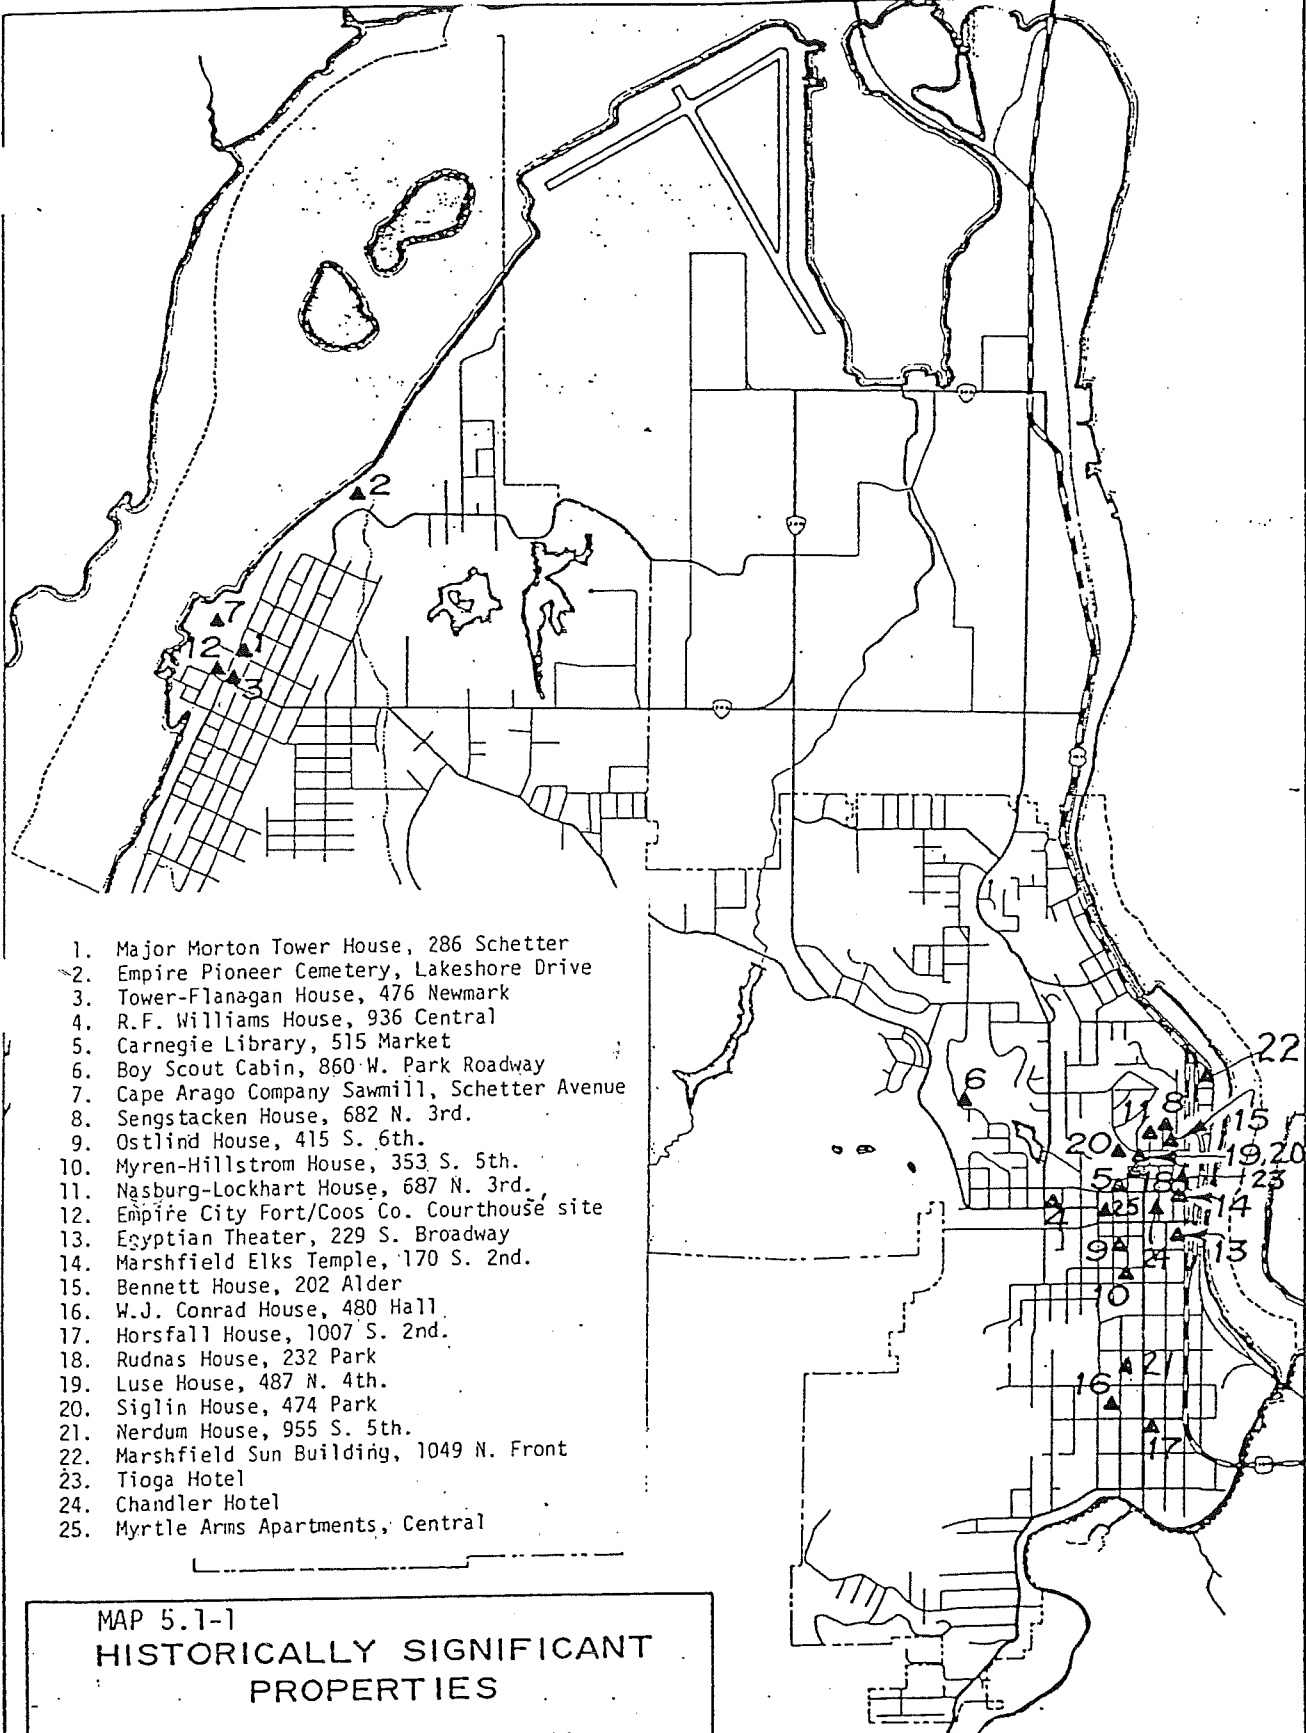 2
7
1
12
3
1. Major Morton Tower House, 286 Schetter
2. Empire Pioneer Cemetery, Lakeshore Drive
3. Tower-Flanagan House, 476 Newmark
4. R.F. Williams House, 936 Central
5. Carnegie Library, 515 Market
6. Boy Scout Cabin, 860 W. Park Roadway
7. Cape Arago Company Sawmill, Schetter Avenue
8. Sengstacken House, 682 N. 3rd.
9. Ostlind House, 415 S. 6th.
10. Myren-Hillstrom House, 353 S. 5th.
11. Nasburg-Lockhart House, 687 N. 3rd.
12. Empire City Fort/Coos Co. Courthouse site
13. Egyptian Theater, 229 S. Broadway
14. Marshfield Elks Temple, 170 S. 2nd.
15. Bennett House, 202 Alder
16. W.J. Conrad House, 480 Hall
17. Horsfall House, 1007 S. 2nd.
18. Rudnas House, 232 Park
19. Luse House, 487 N. 4th.
20. Siglin House, 474 Park
21. Nerdum House, 955 S. 5th.
22. Marshfield Sun Building, 1049 N. Front
23. Tioga Hotel
24. Chandler Hotel
25. Myrtle Arms Apartments, Central
22
6
11
8
15
20
19,20
5
18
23
4
25
14
9
24
13
10
21
16
17
MAP 5.1-1
HISTORICALLY SIGNIFICANT
PROPERTIES